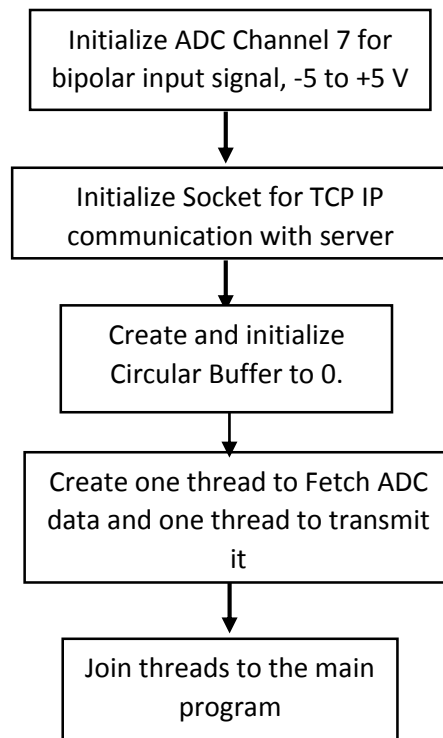 Initialize ADC Channel 7 for
bipolar input signal, -5 to +5 V
Initialize Socket for TCP IP
communication with server
Create and initialize
Circular Buffer to 0.
Create one thread to Fetch ADC
data and one thread to transmit
it
Join threads to the main
program